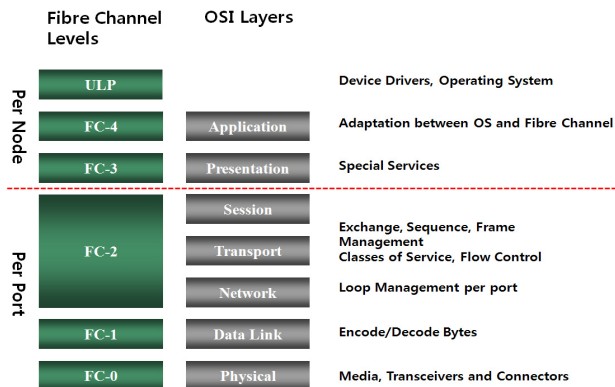 Fibre Channel
Levels
OSI Layers
Per Node
ULP
Device Drivers, Operating System
FC-4
Application
Adaptation between OS and Fibre Channel
FC-3
Presentation
Special Services
Per Port
FC-2
Session
Transport
Exchange, Sequence, Frame
Management
Classes of Service, Flow Control
Network
Loop Management per port
FC-1
Data Link
Encode/Decode Bytes
FC-0
Physical
Media, Transceivers and Connectors